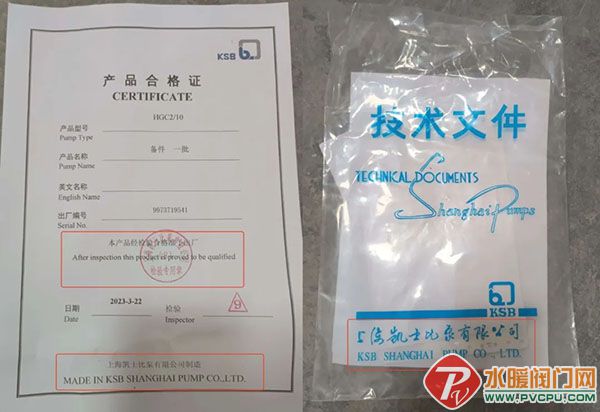 KSB
产品合格证
CERTIFICATE
HGC2/10
产品型号
Pump Type
产品名称 备件 一批
Pump Name
英文名称
English Name
出厂编号 9973719541
Serial No.
本产品经检验合格准予出厂
After inspection this product is proved to be qualified
检验专用章
日期 2023-3-22 检验 9
Date Inspector
上海凯士比泵有限公司制造
MADE IN KSB SHANGHAI PUMP CO.,LTD.
技术文件
TECHNICAL DOCUMENTS
Shanghai Pumps
KSB
上海凯士比泵有限公司
KSB SHANGHAI PUMP CO., LTD.
水暖阀门网
WWW.PVCPU.COM